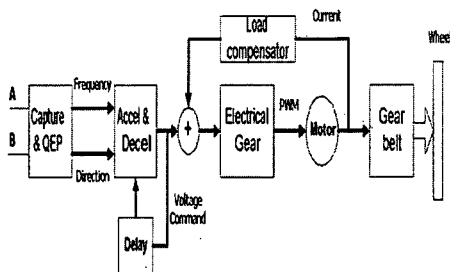 Load
compensator
Current
Wheel
A
Frequency
PWM
Capture
& QEP
Accel &
Decel
+
Electrical
Gear
Motor
Gear
belt
B
Direction
Voltage
Command
Delay